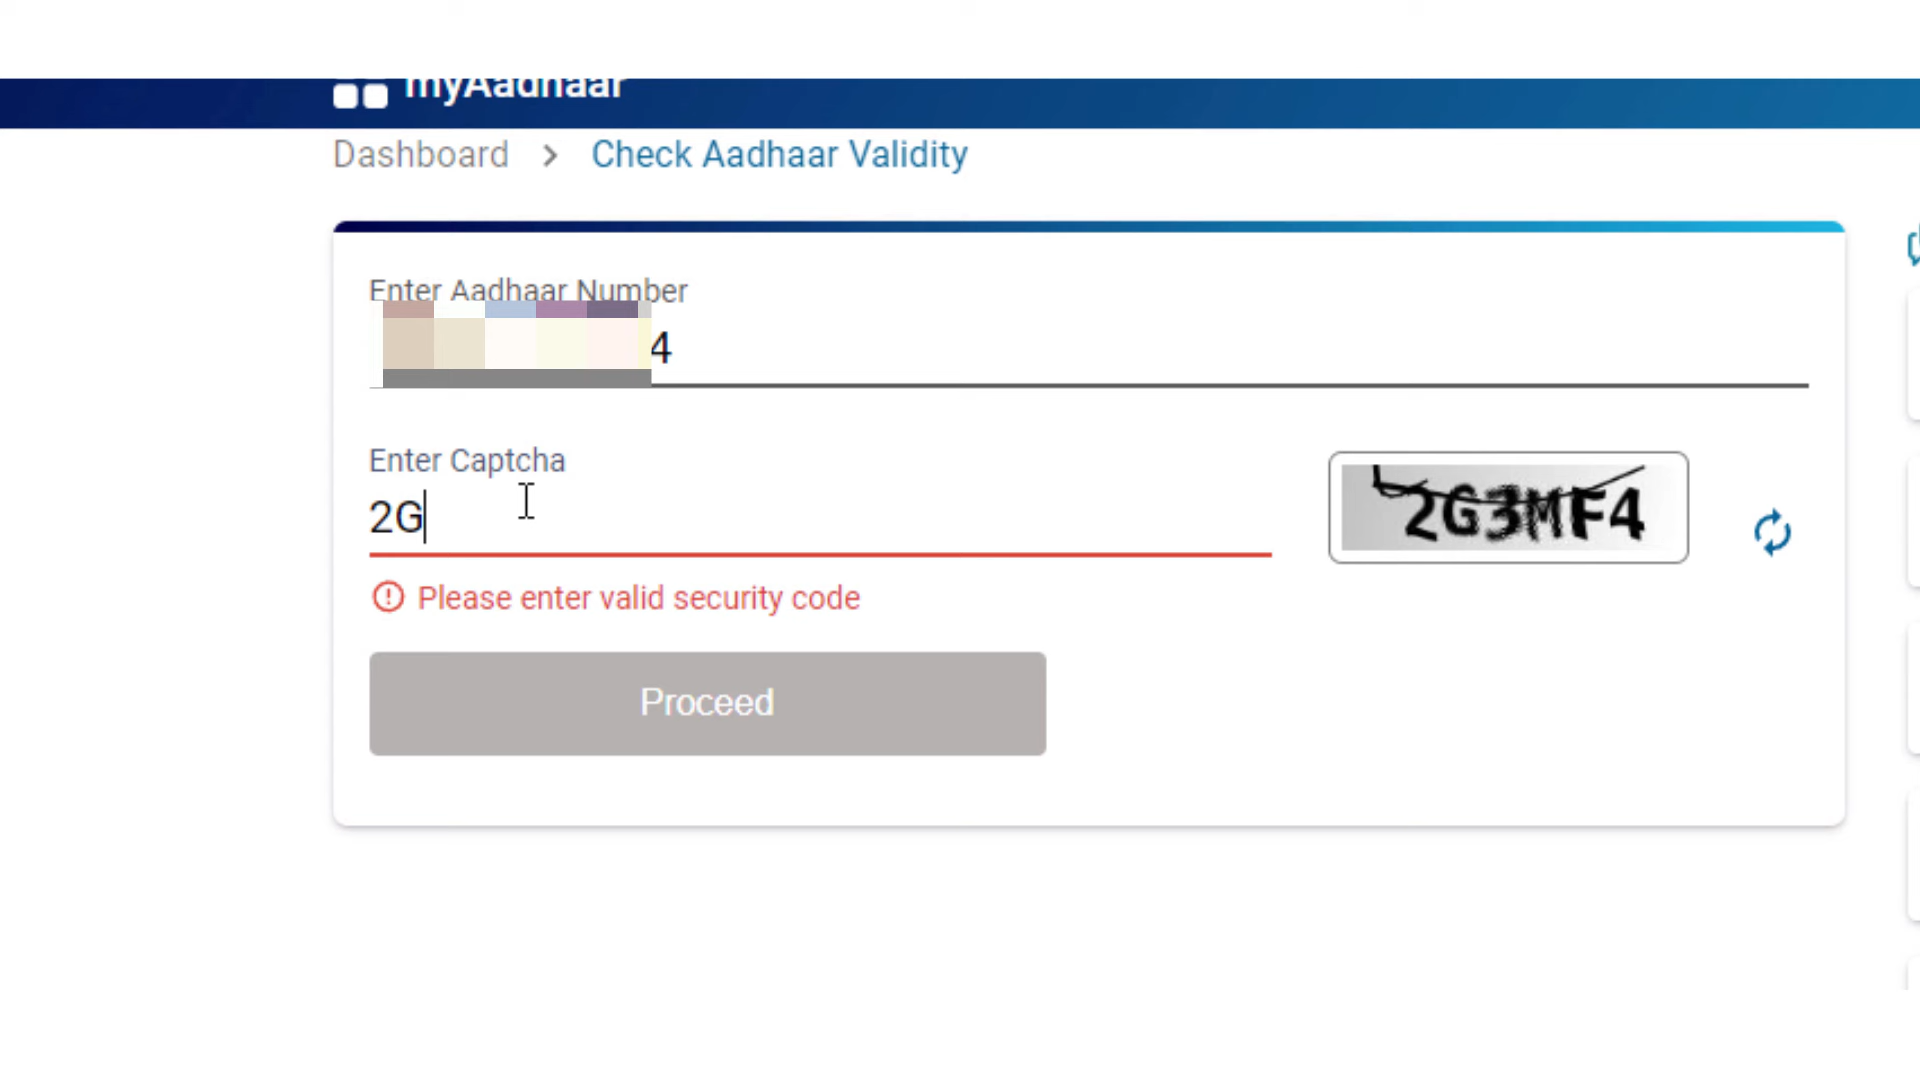 myAadhaar
Dashboard > Check Aadhaar Validity
Enter Aadhaar Number
4
Enter Captcha
2G
2G3MF4
Please enter valid security code
Proceed